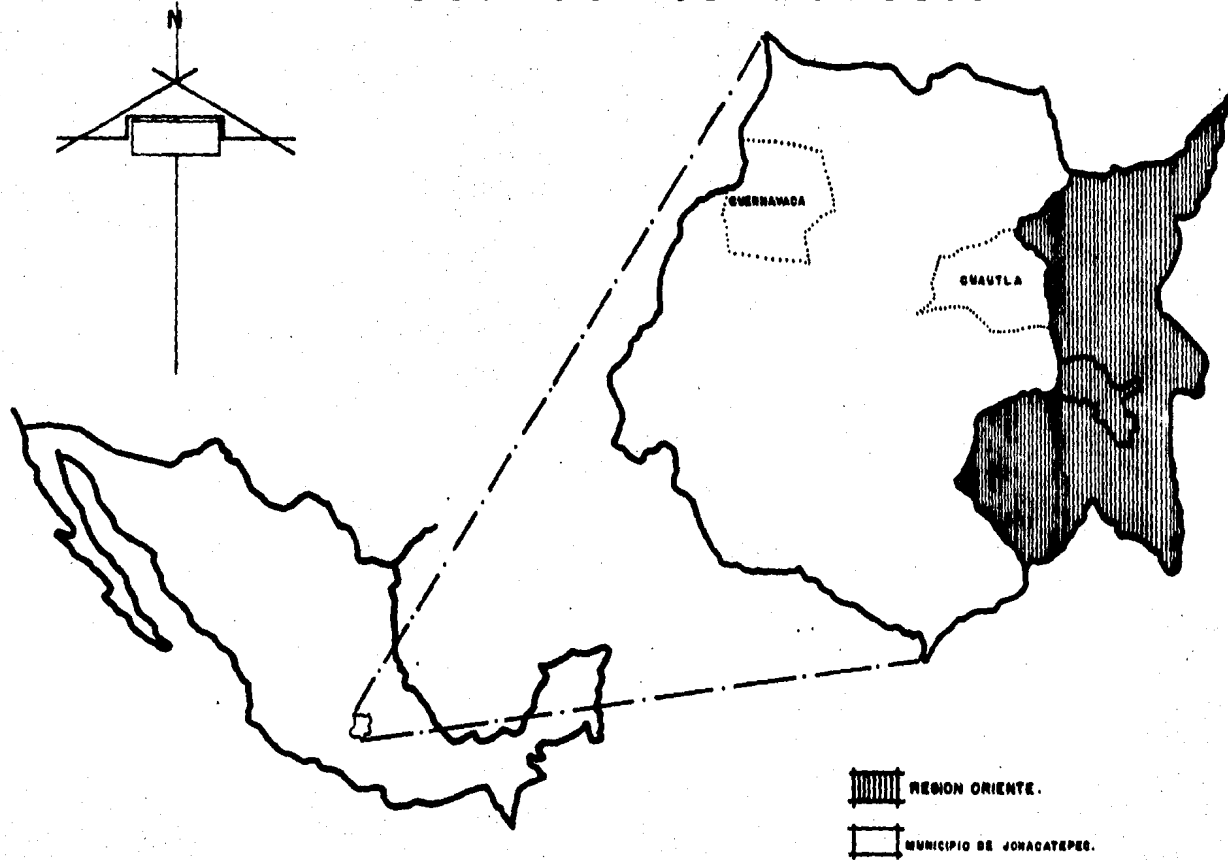 N
CUERNAVACA
CUAUTLA
REGION ORIENTE.
MUNICIPIO DE JONACATEPEC.